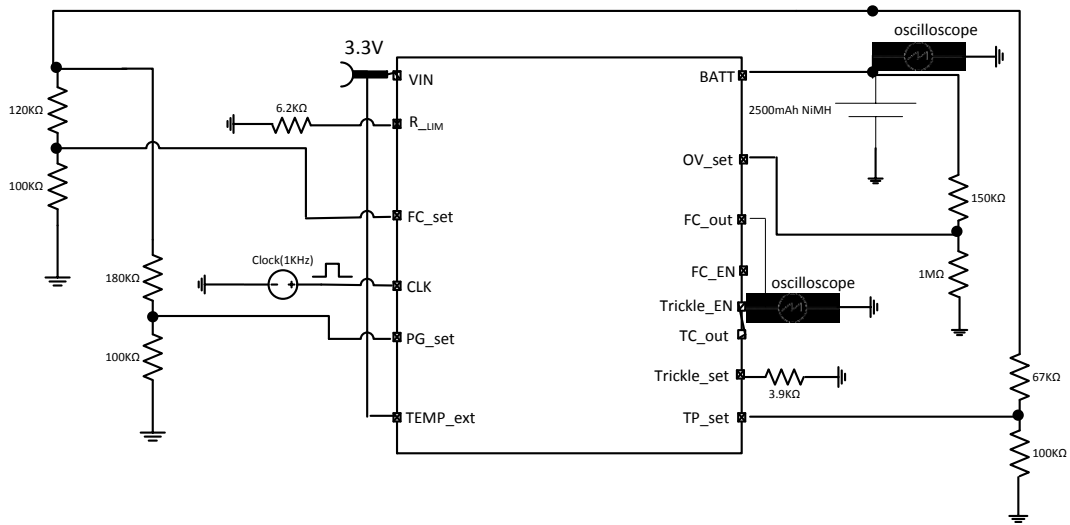 oscilloscope
3.3V
VIN
BATT
120KΩ
6.2KΩ
2500mAh NiMH
R_LIM
OV_set
100KΩ
150KΩ
FC_set
FC_out
Clock(1KHz)
FC_EN
180KΩ
1MΩ
- +
CLK
oscilloscope
Trickle_EN
PG_set
TC_out
100KΩ
Trickle_set
67KΩ
3.9KΩ
TEMP_ext
TP_set
100KΩ